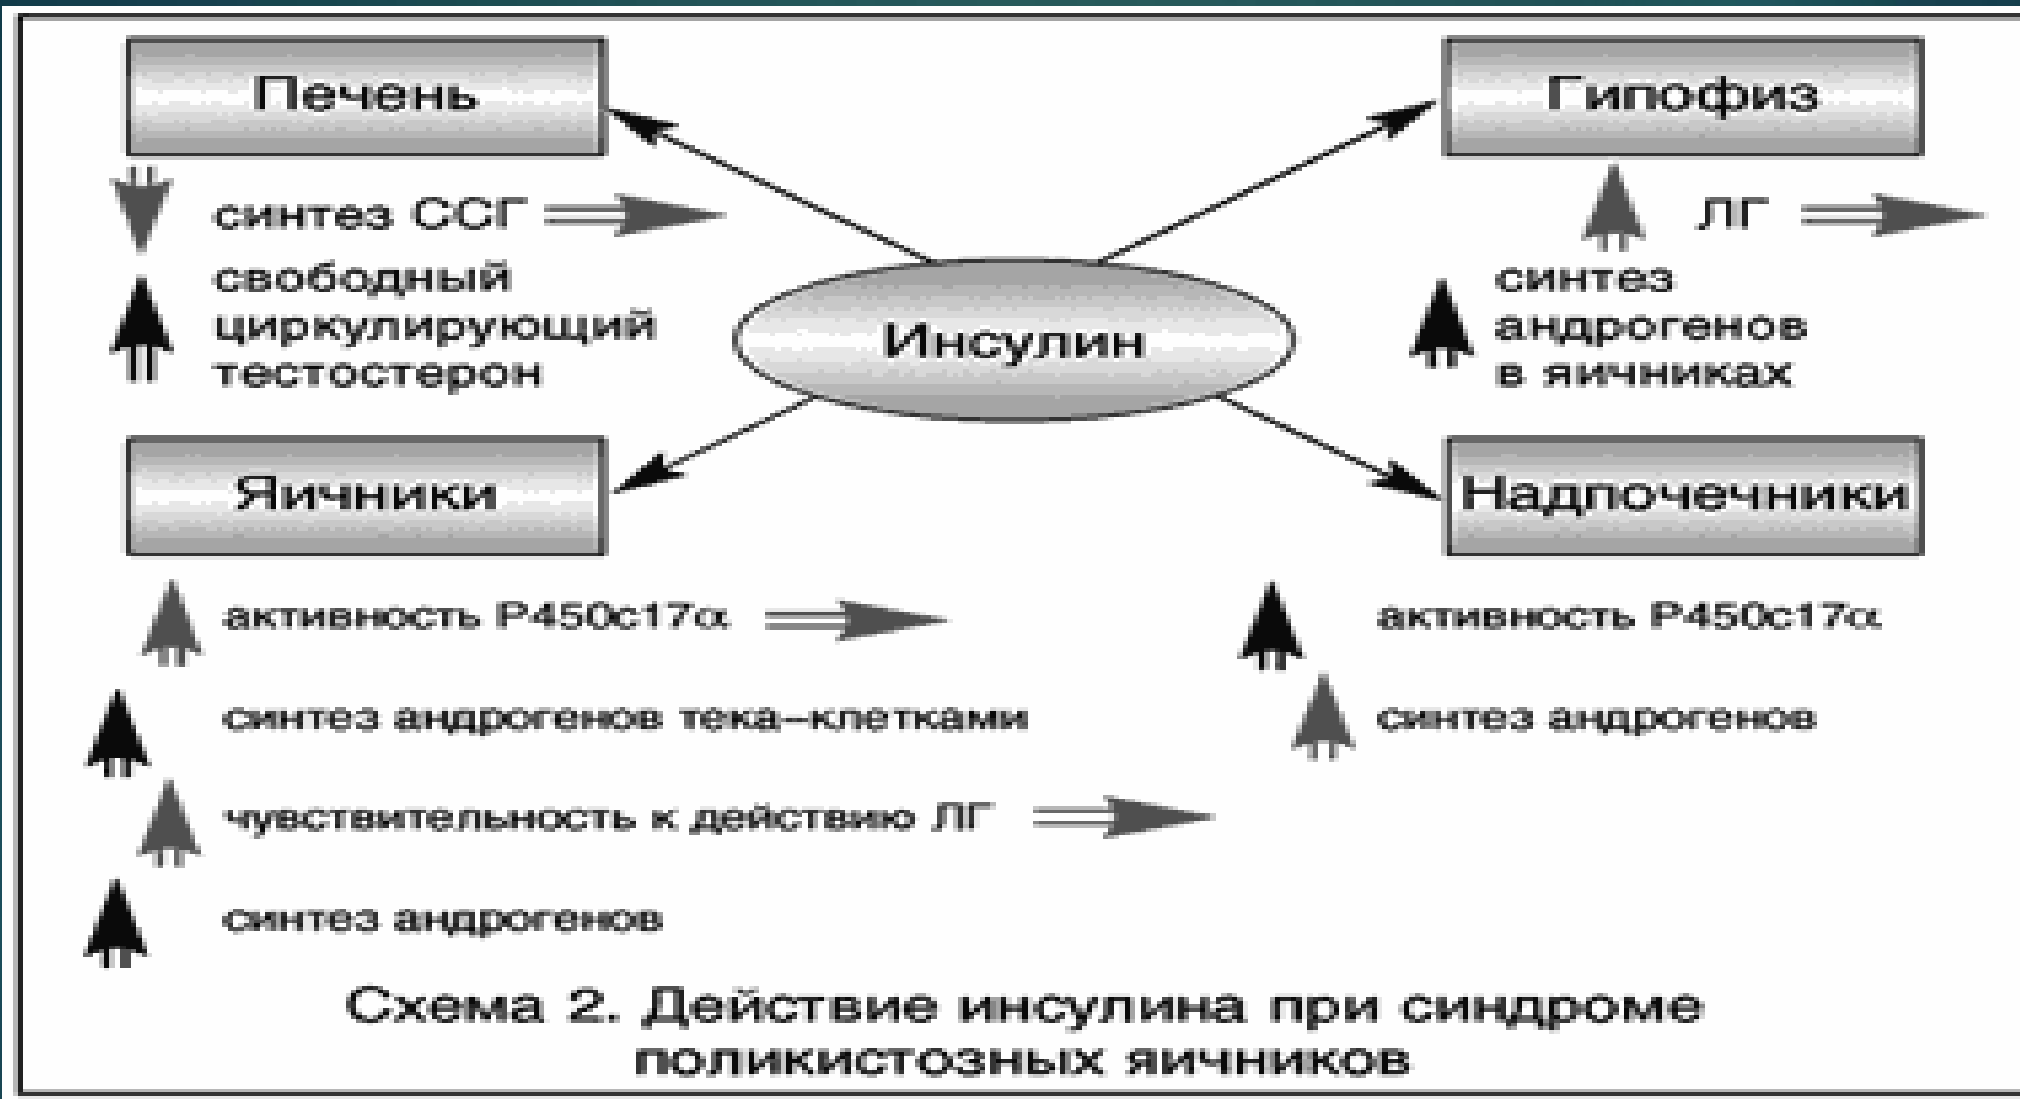 Печень
синтез ССГ
свободный
циркулирующий
тестостерон
Гипофиз
ЛГ
синтез
андрогенов
в яичниках
Инсулин
Яичники
активность Р450с17α
синтез андрогенов тека–клетками
чувствительность к действию ЛГ
синтез андрогенов
Надпочечники
активность Р450с17α
синтез андрогенов
Схема 2. Действие инсулина при синдроме
поликистозных яичников